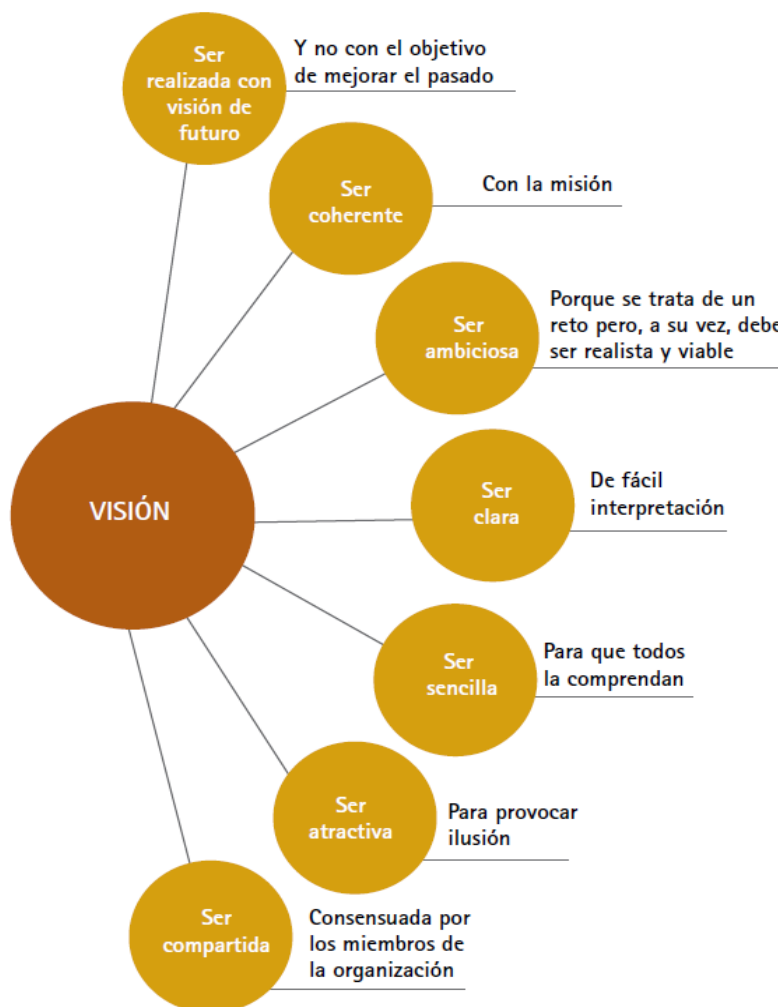 Ser
realizada con
visión de
futuro
Y no con el objetivo
de mejorar el pasado
Ser
coherente
Con la misión
Ser
ambiciosa
Porque se trata de un
reto pero, a su vez, debe
ser realista y viable
VISIÓN
Ser
clara
De fácil
interpretación
Ser
sencilla
Para que todos
la comprendan
Ser
atractiva
Para provocar
ilusión
Ser
compartida
Consensuada por
los miembros de
la organización